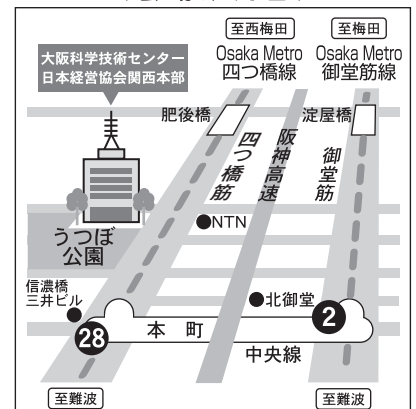 至西梅田
至梅田
Osaka Metro
四つ橋線
Osaka Metro
御堂筋線
大阪科学技術センター
日本経営協会関西本部
肥後橋
淀屋橋
四つ橋筋
阪神高速
御堂筋
NTN
うつぼ
公園
信濃橋
三井ビル
北御堂
28
本町
2
中央線
至難波
至難波